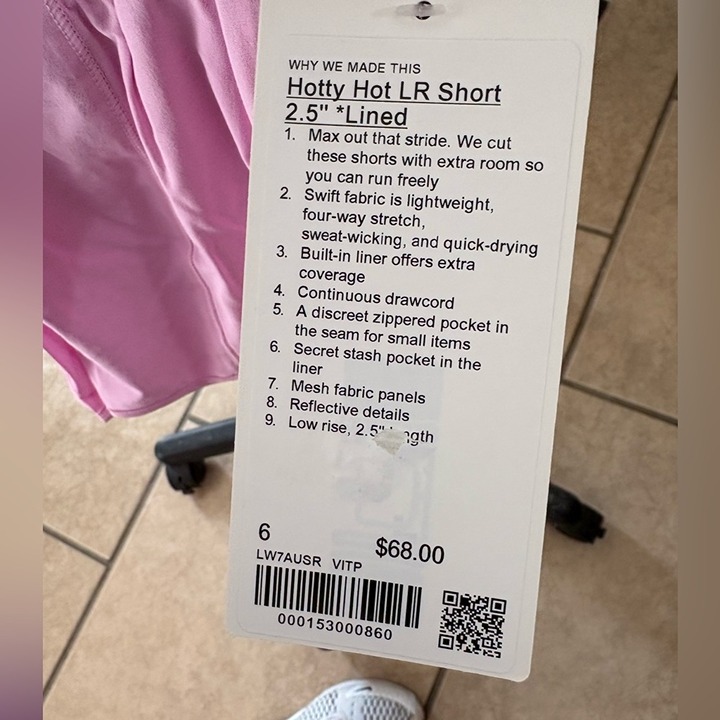 WHY WE MADE THIS
Hotty Hot LR Short
2.5" *Lined
1. Max out that stride. We cut
these shorts with extra room so
you can run freely
2. Swift fabric is lightweight,
four-way stretch,
sweat-wicking, and quick-drying
3. Built-in liner offers extra
coverage
4. Continuous drawcord
5. A discreet zippered pocket in
the seam for small items
6. Secret stash pocket in the
liner
7. Mesh fabric panels
8. Reflective details
9. Low rise, 2.5"
6
$68.00
LW7AUSR VITP
000153000860